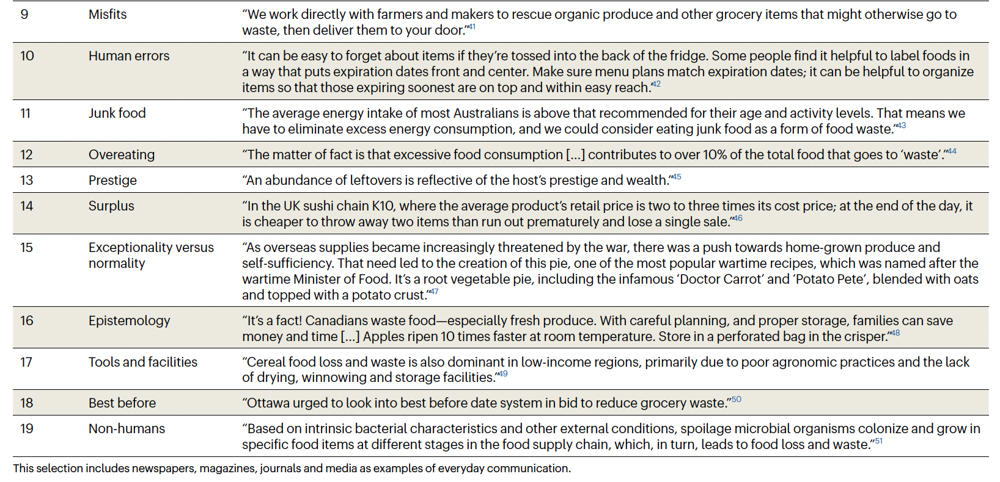 9 Misfits “We work directly with farmers and makers to rescue organic produce and other grocery items that might otherwise go to
waste, then deliver them to your door.”41
10 Human errors “It can be easy to forget about items if they’re tossed into the back of the fridge. Some people find it helpful to label foods in
a way that puts expiration dates front and center. Make sure menu plans match expiration dates; it can be helpful to organize
items so that those expiring soonest are on top and within easy reach.”42
11 Junk food “The average energy intake of most Australians is above that recommended for their age and activity levels. That means we
have to eliminate excess energy consumption, and we could consider eating junk food as a form of food waste.”43
12 Overeating “The matter of fact is that excessive food consumption [...] contributes to over 10% of the total food that goes to ‘waste’.”44
13 Prestige “An abundance of leftovers is reflective of the host’s prestige and wealth.”45
14 Surplus “In the UK sushi chain K10, where the average product’s retail price is two to three times its cost price; at the end of the day, it
is cheaper to throw away two items than run out prematurely and lose a single sale.”46
15 Exceptionality versus “As overseas supplies became increasingly threatened by the war, there was a push towards home-grown produce and
normality self-sufficiency. That need led to the creation of this pie, one of the most popular wartime recipes, which was named after the
wartime Minister of Food. It’s a root vegetable pie, including the infamous ‘Doctor Carrot’ and ‘Potato Pete’, blended with oats
and topped with a potato crust.”47
16 Epistemology “It’s a fact! Canadians waste food—especially fresh produce. With careful planning, and proper storage, families can save
money and time [...] Apples ripen 10 times faster at room temperature. Store in a perforated bag in the crisper.”48
17 Tools and facilities “Cereal food loss and waste is also dominant in low-income regions, primarily due to poor agronomic practices and the lack
of drying, winnowing and storage facilities.”49
18 Best before “Ottawa urged to look into best before date system in bid to reduce grocery waste.”50
19 Non-humans “Based on intrinsic bacterial characteristics and other external conditions, spoilage microbial organisms colonize and grow in
specific food items at different stages in the food supply chain, which, in turn, leads to food loss and waste.”51
This selection includes newspapers, magazines, journals and media as examples of everyday communication.